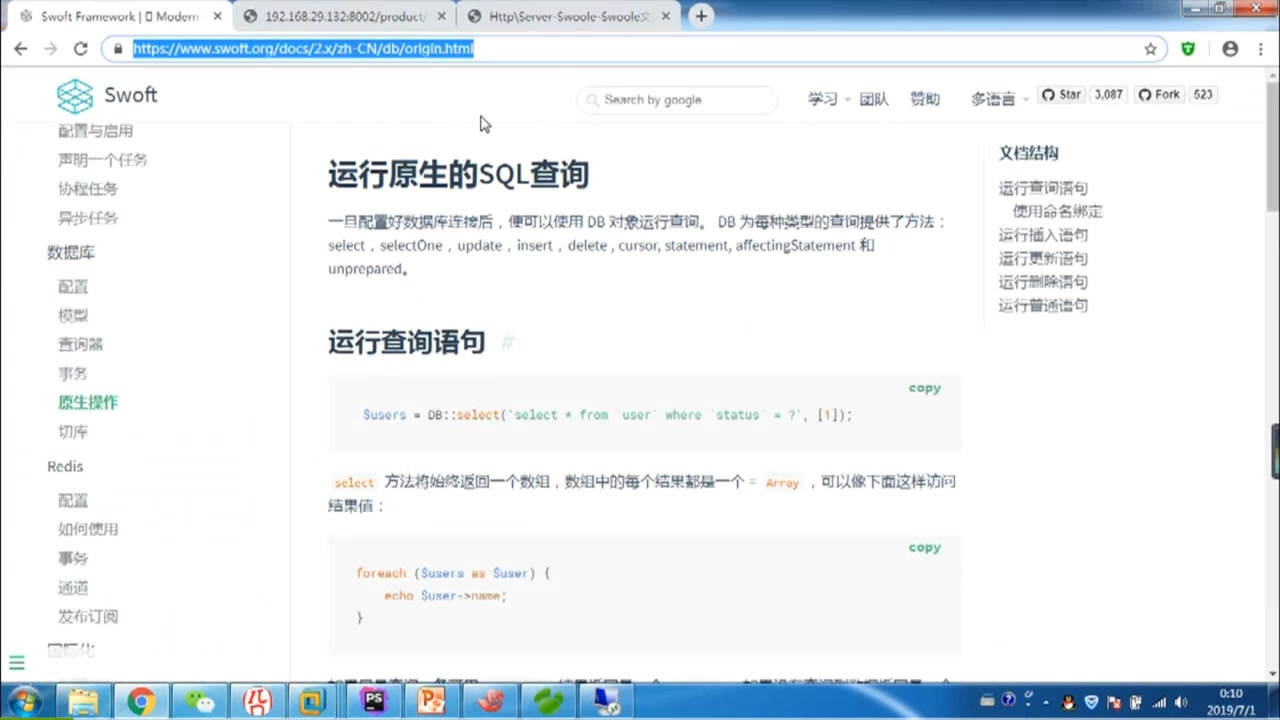 Swoft Framework | Modern
192.168.29.132:8002/product/
Http\Server-Swoole-Swoole文
https://www.swoft.org/docs/2.x/zh-CN/db/origin.html
Swoft
Search by google
学习
团队
赞助
多语言
Star
3,087
Fork
523
配置与启用
声明一个任务
协程任务
异步任务
数据库
配置
模型
查询器
事务
原生操作
切库
Redis
配置
如何使用
事务
通道
发布订阅
国际化
运行原生的SQL查询
一旦配置好数据库连接后，便可以使用 DB 对象运行查询。 DB 为每种类型的查询提供了方法：
select，selectOne，update，insert，delete , cursor, statement, affectingStatement 和
unprepared。
运行查询语句 #
copy
$users = DB::select('select * from `user` where `status` = ?', [1]);
select 方法将始终返回一个数组，数组中的每个结果都是一个 = Array ，可以像下面这样访问
结果值：
copy
foreach ($users as $user) {
echo $user->name;
}
文档结构
运行查询语句
使用命名绑定
运行插入语句
运行更新语句
运行删除语句
运行普通语句
PS
0:10
2019/7/1